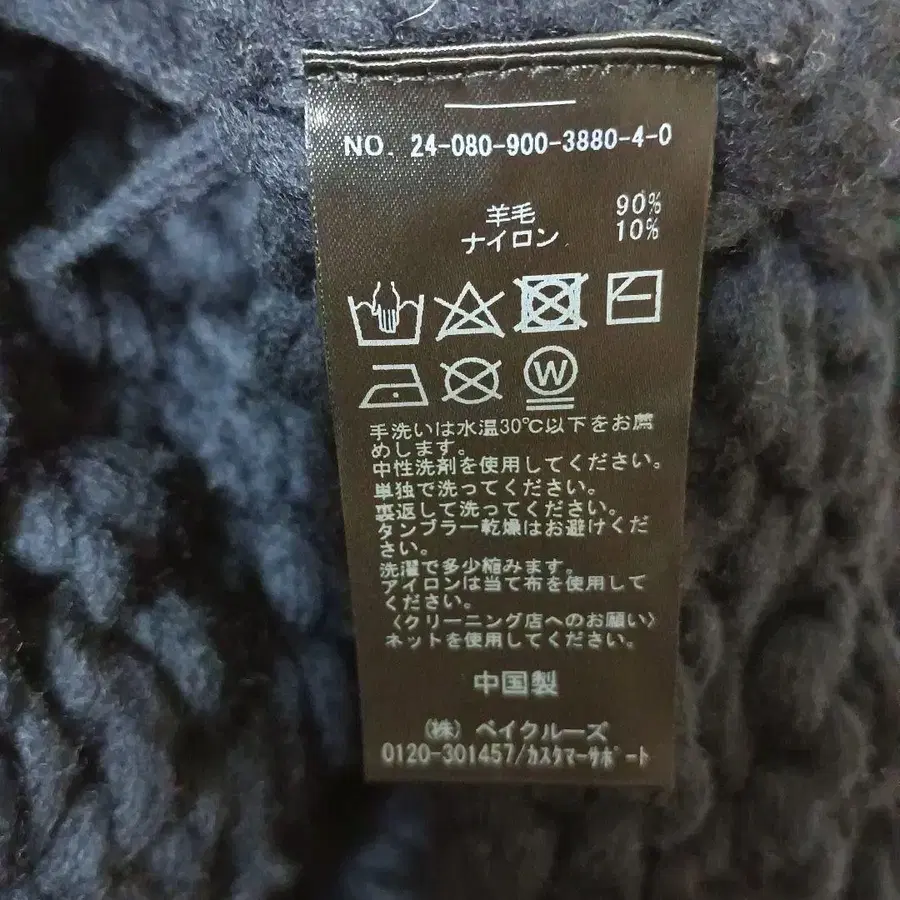 NO. 24-080-900-3880-4-0
羊毛 90%
ナイロン 10%
W
手洗いは水温30℃以下をお薦
めします。
中性洗剤を使用してください。
単独で洗ってください。
裏返して洗ってください。
タンブラー乾燥はお避けくだ
さい。
洗濯で多少縮みます。
アイロンは当て布を使用して
ください。
〈クリーニング店へのお願い〉
ネットを使用してください。
中国製
(株) ベイクルーズ
0120-301457/ｶｽﾀﾏｰｻﾎﾟｰﾄ